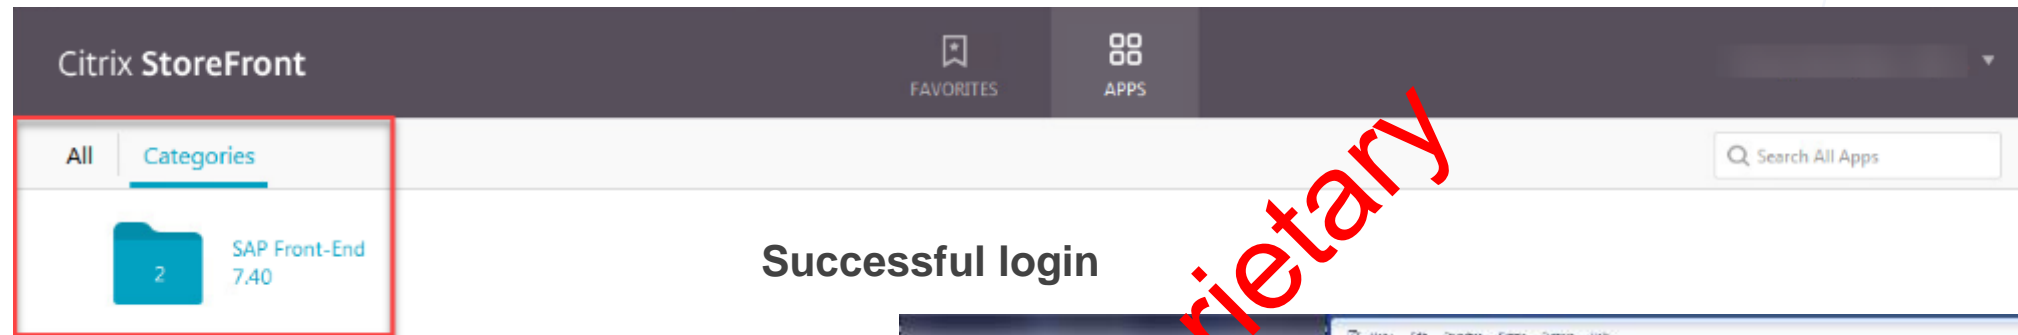 Citrix StoreFront
FAVORITES
APPS
All
Categories
Search All Apps
SAP Front-End
7.40
2
Successful login
rietary